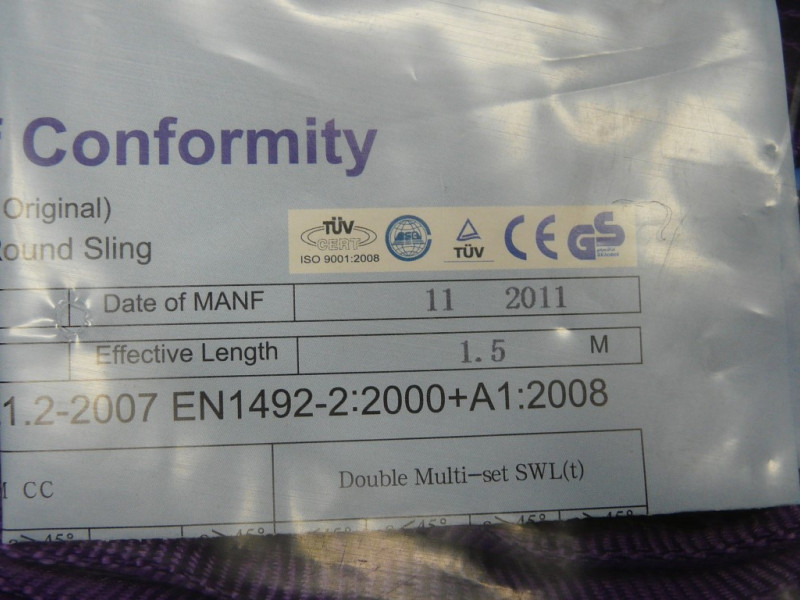 f Conformity
Original)
Round Sling
TÜV
CERT
ISO 9001:2008
TÜV
CE
GS
Date of MANF 11 2011
Effective Length 1.5 M
1.2-2007 EN1492-2:2000+A1:2008
M CC
Double Multi-set SWL(t)